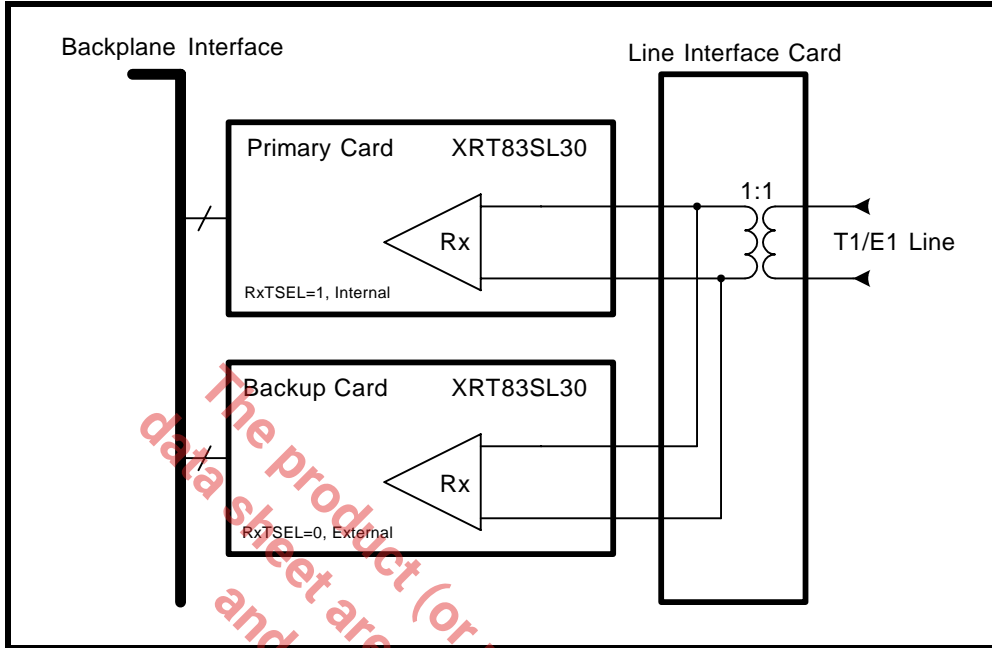 Backplane Interface
Line Interface Card
Primary Card XRT83SL30
1:1
Rx
T1/E1 Line
RxTSEL=1, Internal
Backup Card XRT83SL30
Rx
RxTSEL=0, External
The product (or
data sheet are
and